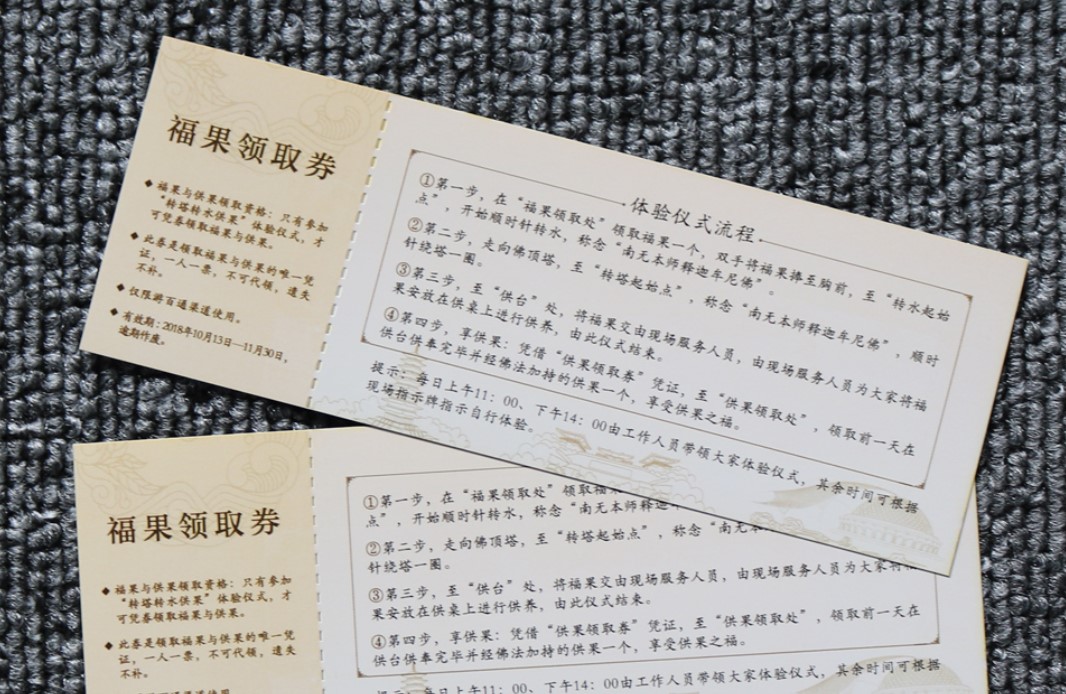 福果领取券
◆ 福果与供果领取资格：只有参加
“转塔转水供果”体验仪式，才
可凭券领取福果与供果。
◆ 此券是领取福果与供果的唯一凭
证，一人一票，不可代领，遗失
不补。
◆ 仅限游百通渠道使用。
◆ 有效期：2018年10月13日—11月30日，
逾期作废。
体验仪式流程
①第一步，在“福果领取处”领取福果一个，双手将福果捧至胸前，至“转水起始
点”，开始顺时针转水，称念“南无本师释迦牟尼佛”。
②第二步，走向佛顶塔，至“转塔起始点”，称念“南无本师释迦牟尼佛”，顺时
针绕塔一圈。
③第三步，至“供台”处，将福果交由现场服务人员，由现场服务人员为大家将福
果安放在供桌上进行供养，由此仪式结束。
④第四步，享供果：凭借“供果领取券”凭证，至“供果领取处”，领取前一天在
供台供奉完毕并经佛法加持的供果一个，享受供果之福。
提示：每日上午11：00、下午14：00由工作人员带领大家体验仪式，其余时间可根据
现场指示牌指示自行体验。
福果领取券
◆ 福果与供果领取资格：只有参加
“转塔转水供果”体验仪式，才
可凭券领取福果与供果。
◆ 此券是领取福果与供果的唯一凭
证，一人一票，不可代领，遗失
不补。
①第一步，在“福果领取处”领取福果
点”，开始顺时针转水，称念“南无本师释迦牟
②第二步，走向佛顶塔，至“转塔起始点”，称念“南无本
针绕塔一圈。
③第三步，至“供台”处，将福果交由现场服务人员，由现场服务人员为大家将福
果安放在供桌上进行供养，由此仪式结束。
④第四步，享供果：凭借“供果领取券”凭证，至“供果领取处”，领取前一天在
供台供奉完毕并经佛法加持的供果一个，享受供果之福。
提示：每日上午11：00、下午14：00由工作人员带领大家体验仪式，其余时间可根据